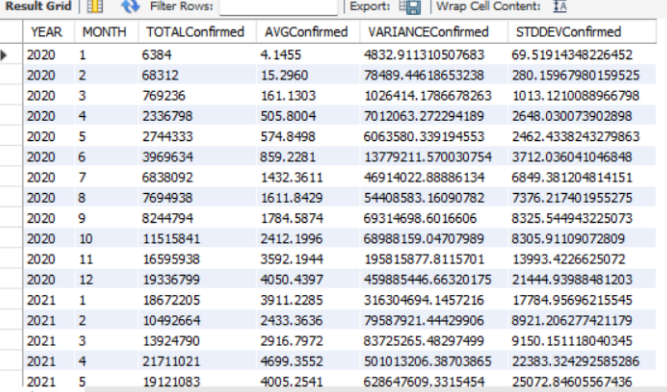 Result Grid Filter Rows: Export: Wrap Cell Content: IA
YEAR MONTH TOTALConfirmed AVGConfirmed VARIANCEConfirmed STDDEVConfirmed
2020 1 6384 4.1455 4832.911310507683 69.51914348226452
2020 2 68312 15.2960 78489.44618653238 280.15967980159525
2020 3 769236 161.1303 1026414.1786678263 1013.1210088966798
2020 4 2336798 505.8004 7012063.272294189 2648.030073902898
2020 5 2744333 574.8498 6063580.339194553 2462.4338243279863
2020 6 3969634 859.2281 13779211.570030754 3712.036041046848
2020 7 6838092 1432.3611 46914022.88886134 6849.381204814151
2020 8 7694938 1611.8429 54408583.16090782 7376.217401955275
2020 9 8244794 1784.5874 69314698.6016606 8325.544943225073
2020 10 11515841 2412.1996 68988159.04707989 8305.91109072809
2020 11 16595938 3592.1944 195815877.8115701 13993.4226625072
2020 12 19336799 4050.4397 459885446.66320175 21444.93988481203
2021 1 18672205 3911.2285 316304694.1457216 17784.95696215545
2021 2 10492664 2433.3636 79587921.44429906 8921.206277421179
2021 3 13924790 2916.7972 83725265.48297499 9150.151118040345
2021 4 21711021 4699.3552 501013206.38703865 22383.324292585286
2021 5 19121083 4005.2541 628647609.3315454 25072.84605567436